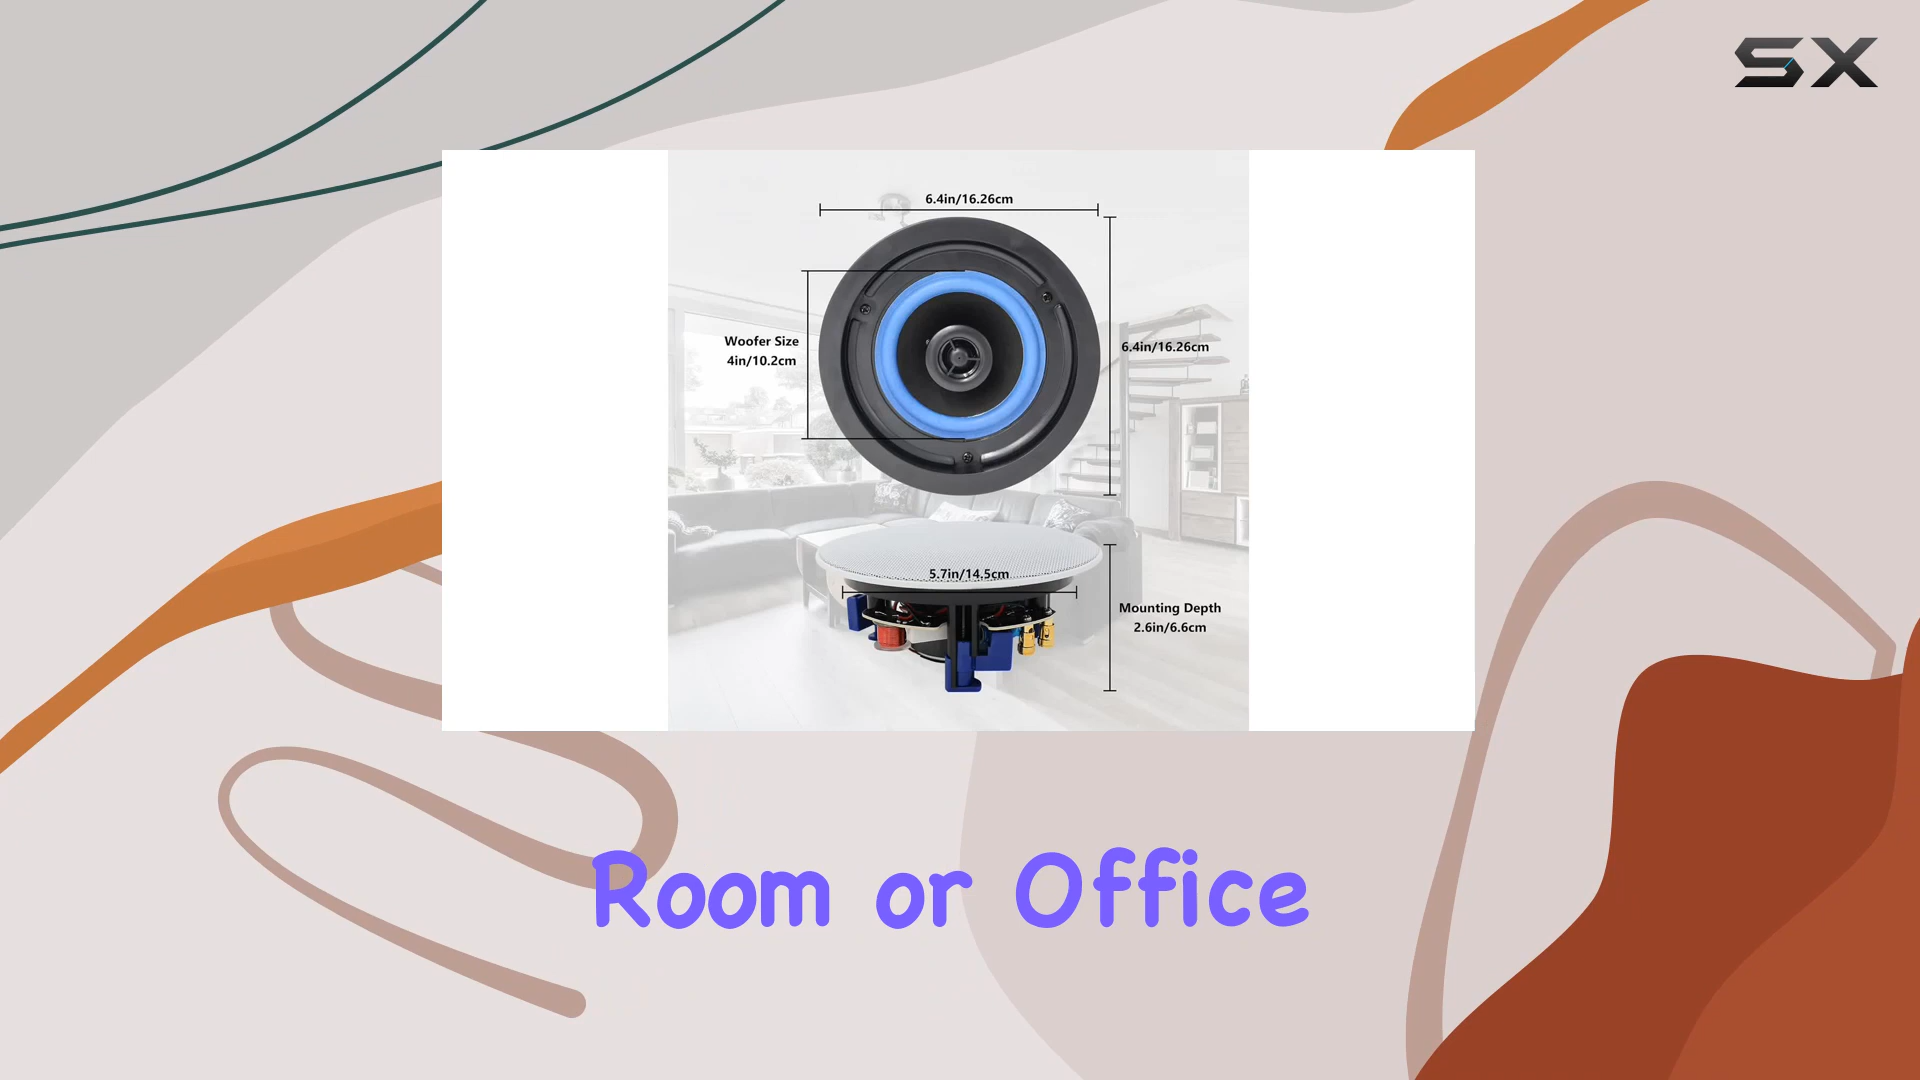 SX
6.4in/16.26cm
Woofer Size
4in/10.2cm
6.4in/16.26cm
5.7in/14.5cm
Mounting Depth
2.6in/6.6cm
Room or Office